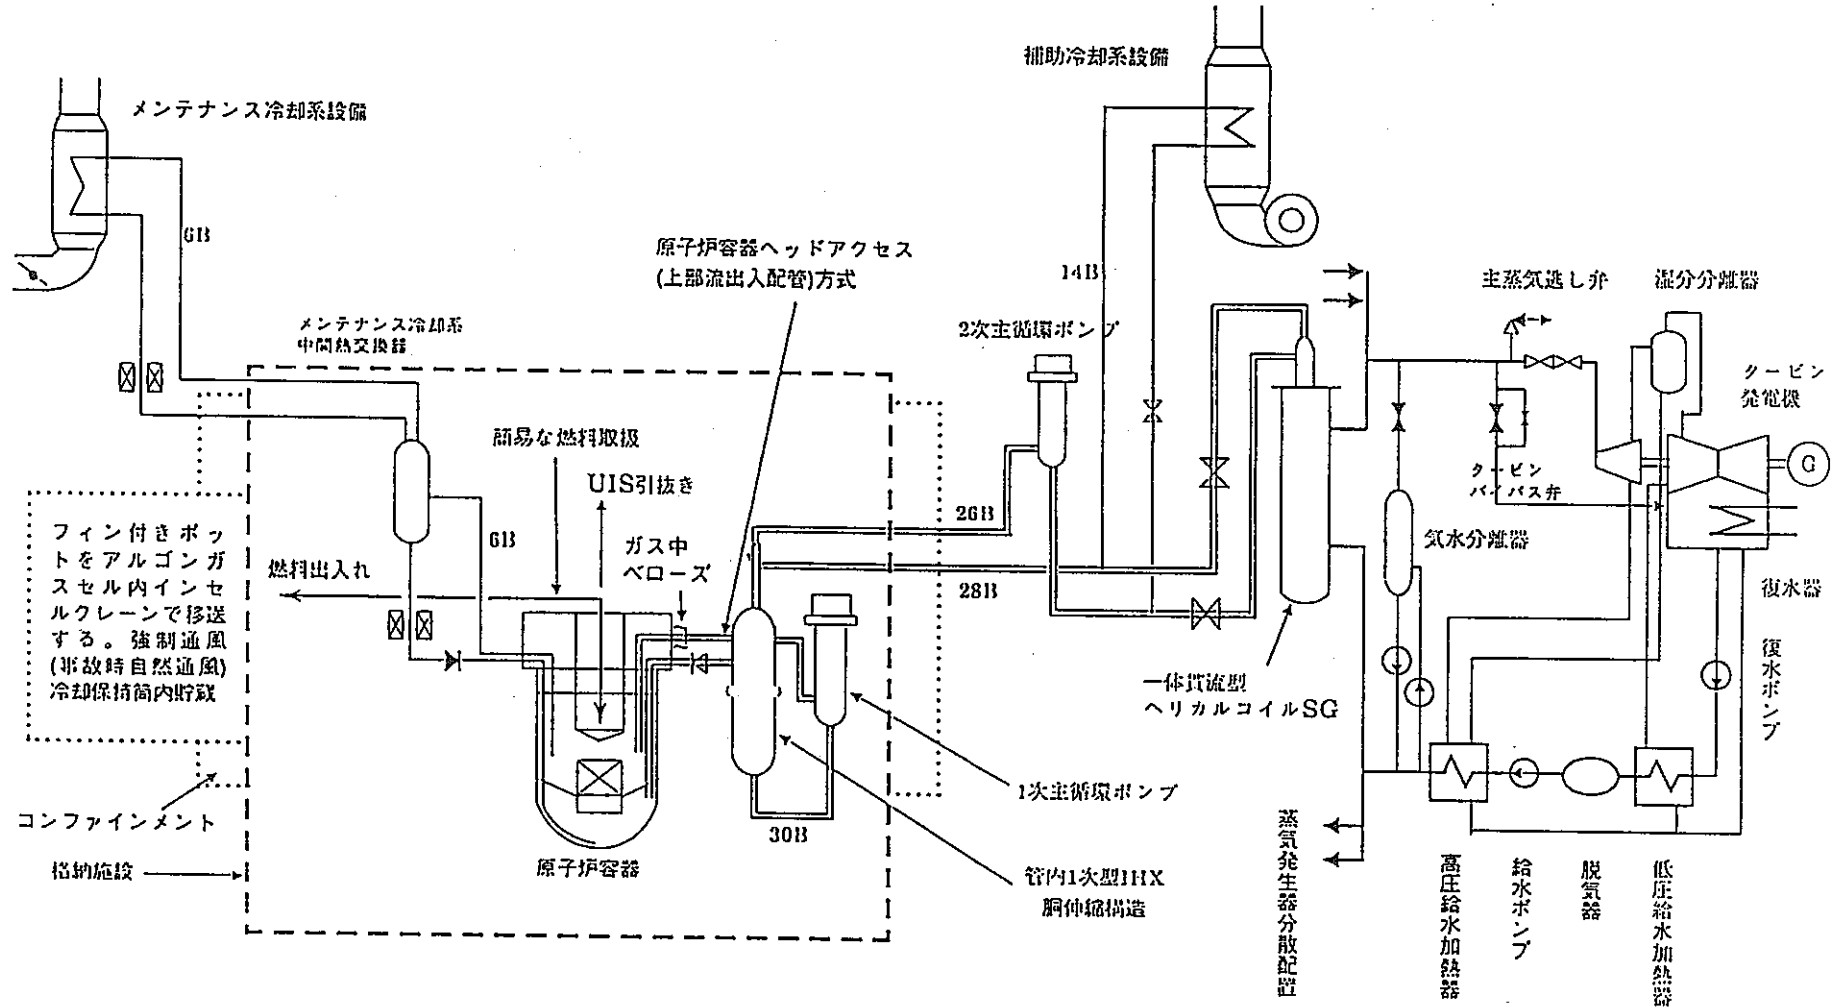 補助冷却系設備
メンテナンス冷却系設備
6B
原子炉容器ヘッドアクセス
(上部流出入配管)方式
14B
主蒸気逃し弁
湿分分離器
メンテナンス冷却系
中間熱交換器
2次主循環ポンプ
タービン
発電機
簡易な燃料取扱
UIS引抜き
G
タービン
バイパス弁
26B
フィン付きポッ
トをアルゴンガ
スセル内インセ
ルクレーンで移送
する。強制通風
(事故時自然通風)
冷却保持筒内貯蔵
6B
ガス中
ベローズ
気水分離器
燃料出入れ
28B
復水器
復水ポンプ
一体貫流型
ヘリカルコイルSG
1次主循環ポンプ
コンファインメント
30B
格納施設
原子炉容器
管内1次型IHX
胴伸縮構造
蒸気発生器分散配置
高圧給水加熱器
給水ポンプ
脱気器
低圧給水加熱器